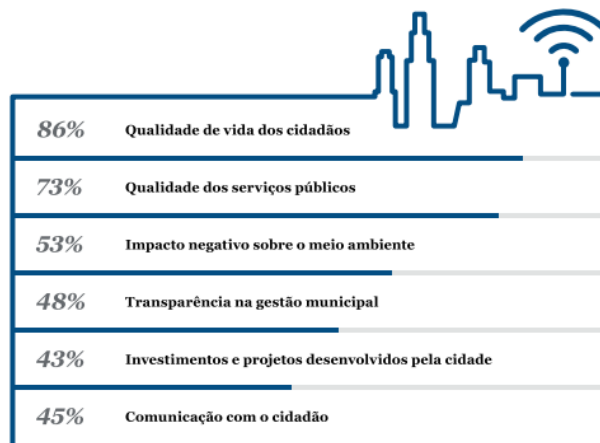 86% Qualidade de vida dos cidadãos
73% Qualidade dos serviços públicos
53% Impacto negativo sobre o meio ambiente
48% Transparência na gestão municipal
43% Investimentos e projetos desenvolvidos pela cidade
45% Comunicação com o cidadão